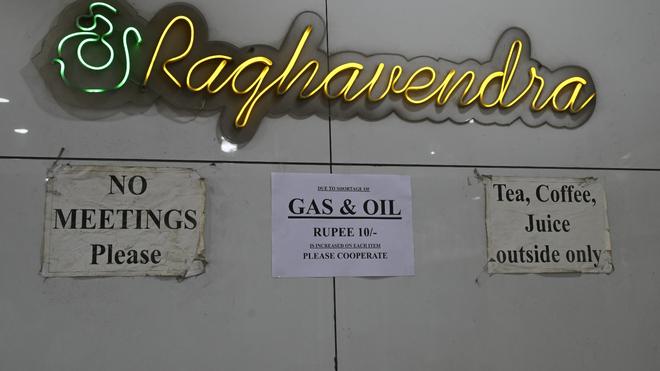 श्री Raghavendra
NO
MEETINGS
Please
DUE TO SHORTAGE OF
GAS & OIL
RUPEE 10/-
IS INCREASED ON EACH ITEM
PLEASE COOPERATE
Tea, Coffee,
Juice
outside only